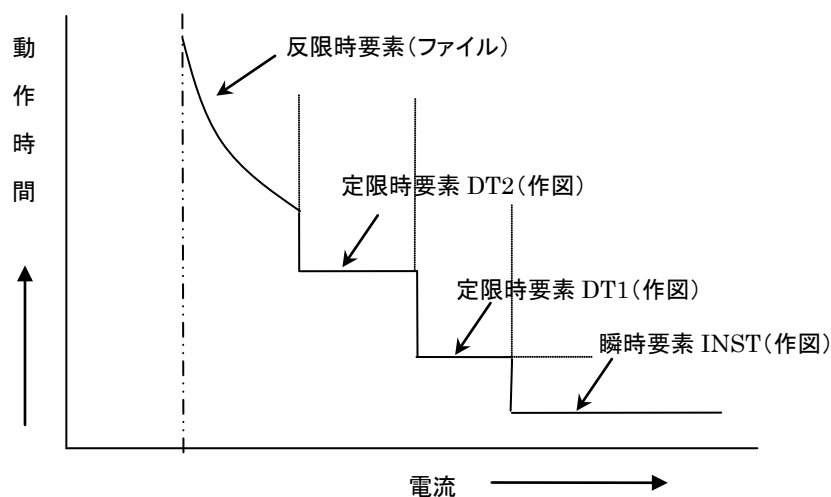 動作時間
反限時要素(ファイル)
定限時要素 DT2(作図)
定限時要素 DT1(作図)
瞬時要素 INST(作図)
電流